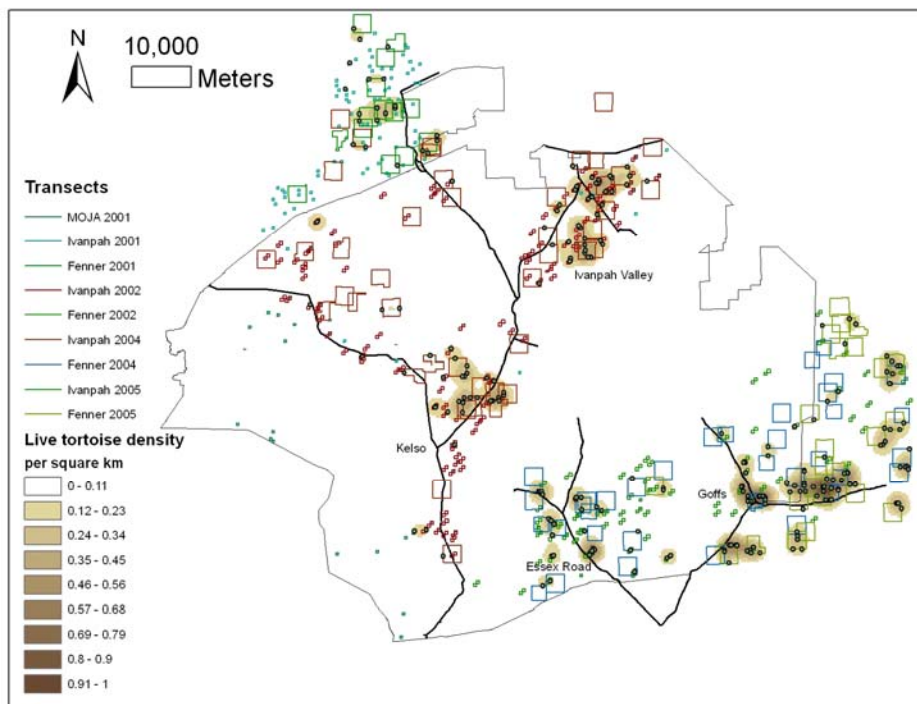 N
10,000
Meters
Transects
MOJA 2001
Ivanpah 2001
Fenner 2001
Ivanpah 2002
Fenner 2002
Ivanpah 2004
Fenner 2004
Ivanpah 2005
Fenner 2005
Live tortoise density
per square km
0 - 0.11
0.12 - 0.23
0.24 - 0.34
0.35 - 0.45
0.46 - 0.56
0.57 - 0.68
0.69 - 0.79
0.8 - 0.9
0.91 - 1
Ivanpah Valley
Kelso
Goffs
Essex Road